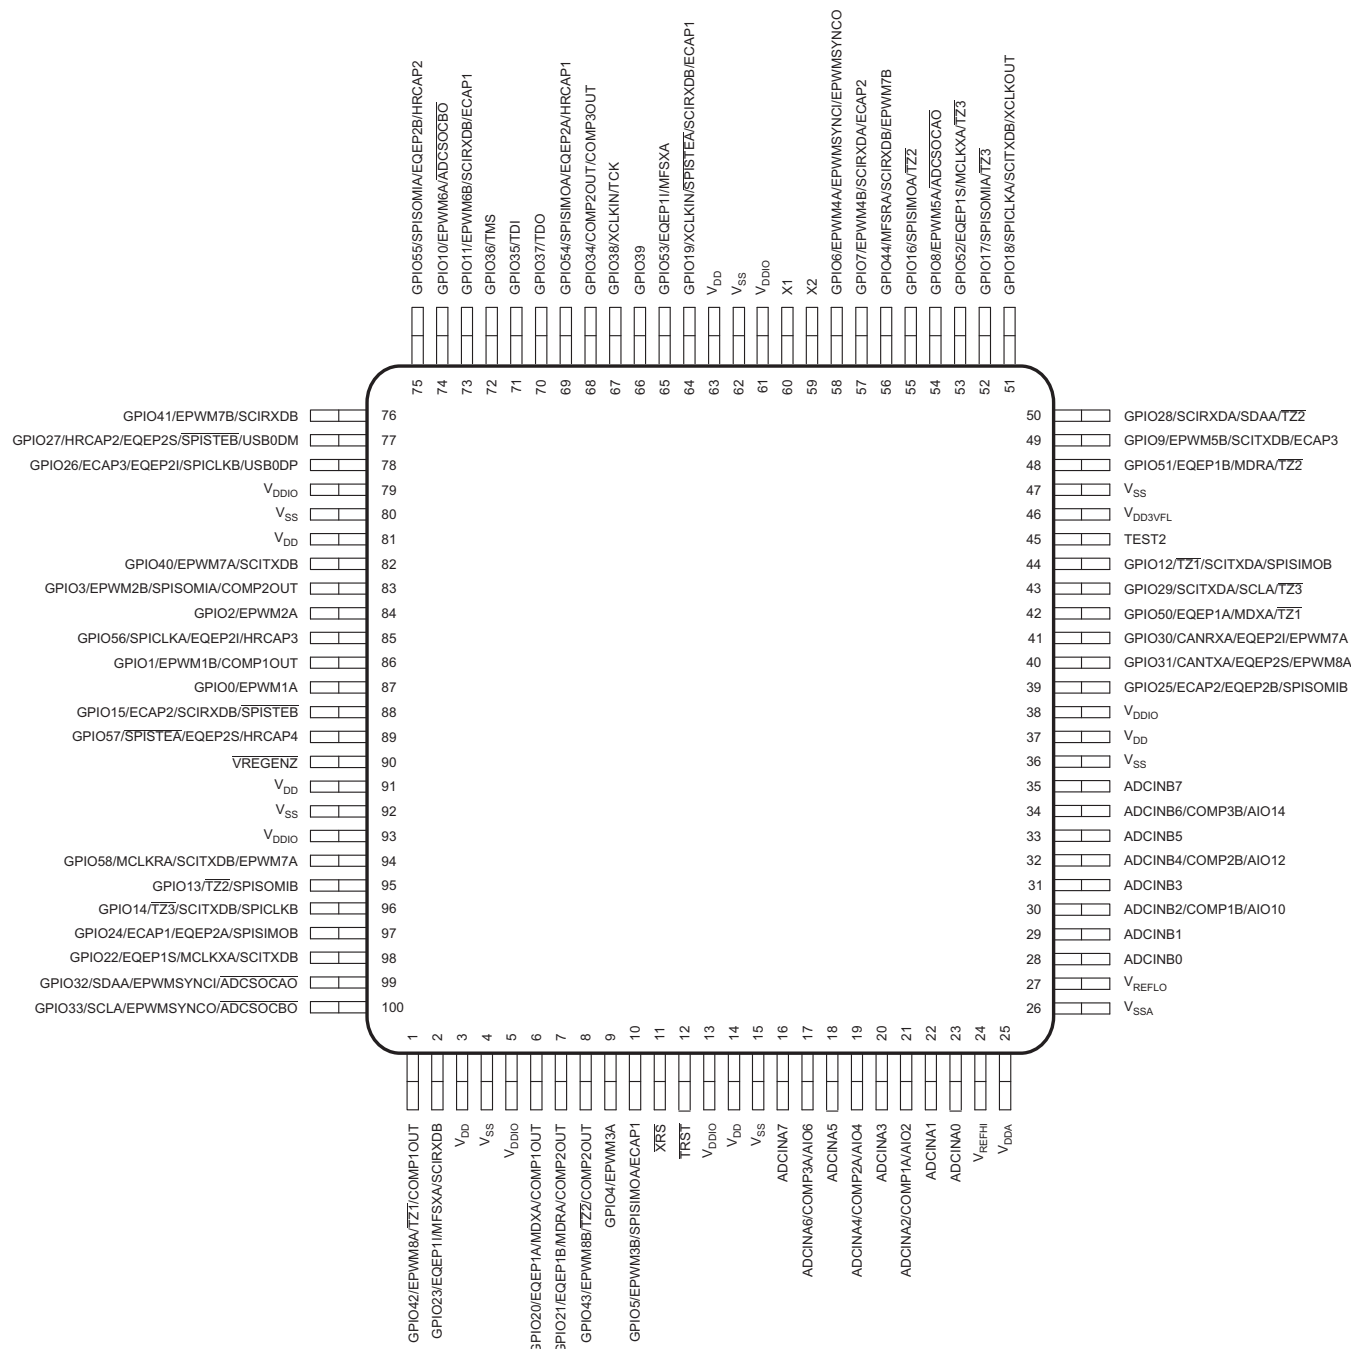 GPIO55/SPISOMIA/EQEP2B/HRCAP2
GPIO10/EPWM6A/ADCSOCBO
GPIO11/EPWM6B/SCIRXDB/ECAP1
GPIO36/TMS
GPIO35/TDI
GPIO37/TDO
GPIO54/SPISIMOA/EQEP2A/HRCAP1
GPIO34/COMP2OUT/COMP3OUT
GPIO38/XCLKIN/TCK
GPIO39
GPIO53/EQEP1I/MFSXA
GPIO19/XCLKIN/SPISTEA/SCIRXDB/ECAP1
VDD
VSS
VDDIO
X1
X2
GPIO6/EPWM4A/EPWMSYNCI/EPWMSYNCO
GPIO7/EPWM4B/SCIRXDA/ECAP2
GPIO44/MFSRA/SCIRXDB/EPWM7B
GPIO16/SPISIMOA/TZ2
GPIO8/EPWM5A/ADCSOCAO
GPIO52/EQEP1S/MCLKXA/TZ3
GPIO17/SPISOMIA/TZ3
GPIO18/SPICLKA/SCITXDB/XCLKOUT
75
74
73
72
71
70
69
68
67
66
65
64
63
62
61
60
59
58
57
56
55
54
53
52
51
GPIO41/EPWM7B/SCIRXDB 76
GPIO27/HRCAP2/EQEP2S/SPISTEB/USB0DM 77
GPIO26/ECAP3/EQEP2I/SPICLKB/USB0DP 78
VDDIO 79
VSS 80
VDD 81
GPIO40/EPWM7A/SCITXDB 82
GPIO3/EPWM2B/SPISOMIA/COMP2OUT 83
GPIO2/EPWM2A 84
GPIO56/SPICLKA/EQEP2I/HRCAP3 85
GPIO1/EPWM1B/COMP1OUT 86
GPIO0/EPWM1A 87
GPIO15/ECAP2/SCIRXDB/SPISTEB 88
GPIO57/SPISTEA/EQEP2S/HRCAP4 89
VREGENZ 90
VDD 91
VSS 92
VDDIO 93
GPIO58/MCLKRA/SCITXDB/EPWM7A 94
GPIO13/TZ2/SPISOMIB 95
GPIO14/TZ3/SCITXDB/SPICLKB 96
GPIO24/ECAP1/EQEP2A/SPISIMOB 97
GPIO22/EQEP1S/MCLKXA/SCITXDB 98
GPIO32/SDAA/EPWMSYNCI/ADCSOCAO 99
GPIO33/SCLA/EPWMSYNCO/ADCSOCBO 100
50 GPIO28/SCIRXDA/SDAA/TZ2
49 GPIO9/EPWM5B/SCITXDB/ECAP3
48 GPIO51/EQEP1B/MDRA/TZ2
47 VSS
46 VDD3VFL
45 TEST2
44 GPIO12/TZ1/SCITXDA/SPISIMOB
43 GPIO29/SCITXDA/SCLA/TZ3
42 GPIO50/EQEP1A/MDXA/TZ1
41 GPIO30/CANRXA/EQEP2I/EPWM7A
40 GPIO31/CANTXA/EQEP2S/EPWM8A
39 GPIO25/ECAP2/EQEP2B/SPISOMIB
38 VDDIO
37 VDD
36 VSS
35 ADCINB7
34 ADCINB6/COMP3B/AIO14
33 ADCINB5
32 ADCINB4/COMP2B/AIO12
31 ADCINB3
30 ADCINB2/COMP1B/AIO10
29 ADCINB1
28 ADCINB0
27 VREFLO
26 VSSA
1
2
3
4
5
6
7
8
9
10
11
12
13
14
15
16
17
18
19
20
21
22
23
24
25
GPIO42/EPWM8A/TZ1/COMP1OUT
GPIO23/EQEP1I/MFSXA/SCIRXDB
VDD
VSS
VDDIO
GPIO20/EQEP1A/MDXA/COMP1OUT
GPIO21/EQEP1B/MDRA/COMP2OUT
GPIO43/EPWM8B/TZ2/COMP2OUT
GPIO4/EPWM3A
GPIO5/EPWM3B/SPISIMOA/ECAP1
XRS
TRST
VDDIO
VDD
VSS
ADCINA7
ADCINA6/COMP3A/AIO6
ADCINA5
ADCINA4/COMP2A/AIO4
ADCINA3
ADCINA2/COMP1A/AIO2
ADCINA1
ADCINA0
VREFHI
VDDA